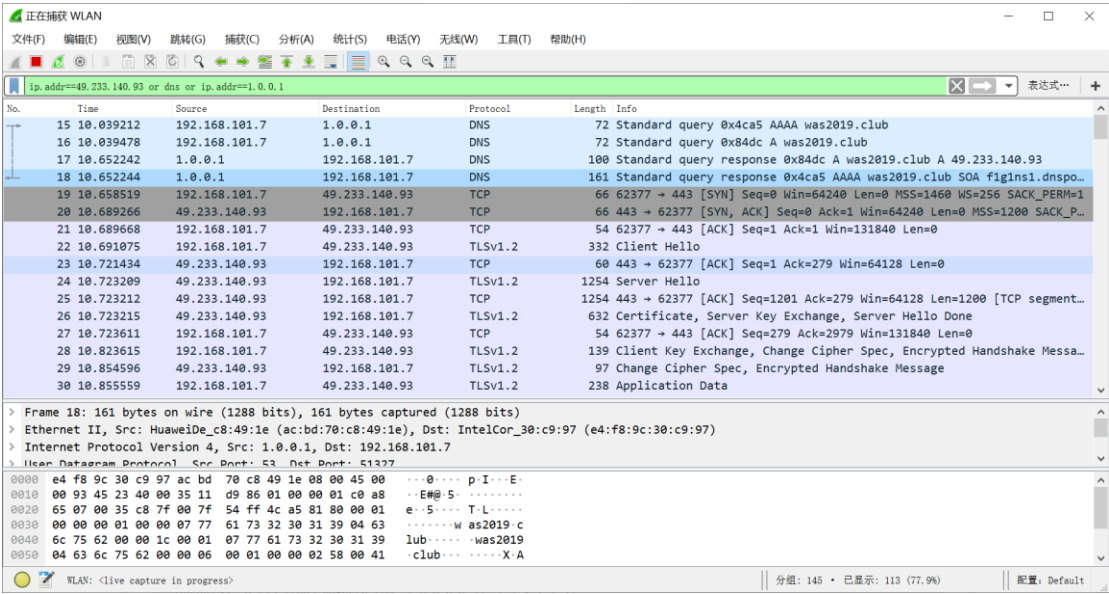 正在捕获 WLAN
文件(F) 编辑(E) 视图(V) 跳转(G) 捕获(C) 分析(A) 统计(S) 电话(Y) 无线(W) 工具(T) 帮助(H)
ip.addr==49.233.140.93 or dns or ip.addr==1.0.0.1 表达式… +
No. Time Source Destination Protocol Length Info
15 10.039212 192.168.101.7 1.0.0.1 DNS 72 Standard query 0x4ca5 AAAA was2019.club
16 10.039478 192.168.101.7 1.0.0.1 DNS 72 Standard query 0x84dc A was2019.club
17 10.652242 1.0.0.1 192.168.101.7 DNS 100 Standard query response 0x84dc A was2019.club A 49.233.140.93
18 10.652244 1.0.0.1 192.168.101.7 DNS 161 Standard query response 0x4ca5 AAAA was2019.club SOA f1g1ns1.dnspo…
19 10.658519 192.168.101.7 49.233.140.93 TCP 66 62377 → 443 [SYN] Seq=0 Win=64240 Len=0 MSS=1460 WS=256 SACK_PERM=1
20 10.689266 49.233.140.93 192.168.101.7 TCP 66 443 → 62377 [SYN, ACK] Seq=0 Ack=1 Win=64240 Len=0 MSS=1200 SACK_P…
21 10.689668 192.168.101.7 49.233.140.93 TCP 54 62377 → 443 [ACK] Seq=1 Ack=1 Win=131840 Len=0
22 10.691075 192.168.101.7 49.233.140.93 TLSv1.2 332 Client Hello
23 10.721434 49.233.140.93 192.168.101.7 TCP 60 443 → 62377 [ACK] Seq=1 Ack=279 Win=64128 Len=0
24 10.723209 49.233.140.93 192.168.101.7 TLSv1.2 1254 Server Hello
25 10.723212 49.233.140.93 192.168.101.7 TCP 1254 443 → 62377 [ACK] Seq=1201 Ack=279 Win=64128 Len=1200 [TCP segment…
26 10.723215 49.233.140.93 192.168.101.7 TLSv1.2 632 Certificate, Server Key Exchange, Server Hello Done
27 10.723611 192.168.101.7 49.233.140.93 TCP 54 62377 → 443 [ACK] Seq=279 Ack=2979 Win=131840 Len=0
28 10.823615 192.168.101.7 49.233.140.93 TLSv1.2 139 Client Key Exchange, Change Cipher Spec, Encrypted Handshake Messa…
29 10.854596 49.233.140.93 192.168.101.7 TLSv1.2 97 Change Cipher Spec, Encrypted Handshake Message
30 10.855559 192.168.101.7 49.233.140.93 TLSv1.2 238 Application Data
> Frame 18: 161 bytes on wire (1288 bits), 161 bytes captured (1288 bits)
> Ethernet II, Src: HuaweiDe_c8:49:1e (ac:bd:70:c8:49:1e), Dst: IntelCor_30:c9:97 (e4:f8:9c:30:c9:97)
> Internet Protocol Version 4, Src: 1.0.0.1, Dst: 192.168.101.7
> User Datagram Protocol, Src Port: 53, Dst Port: 51327
0000 e4 f8 9c 30 c9 97 ac bd 70 c8 49 1e 08 00 45 00 ···0···· p·I···E·
0010 00 93 45 23 40 00 35 11 d9 86 01 00 00 01 c0 a8 ··E#@·5· ········
0020 65 07 00 35 c8 7f 00 7f 54 ff 4c a5 81 80 00 01 e··5···· T·L·····
0030 00 00 00 01 00 00 07 77 61 73 32 30 31 39 04 63 ·······w as2019·c
0040 6c 75 62 00 00 1c 00 01 07 77 61 73 32 30 31 39 lub····· ·was2019
0050 04 63 6c 75 62 00 00 06 00 01 00 00 02 58 00 41 ·club··· ·····X·A
WLAN: <live capture in progress> 分组: 145 · 已显示: 113 (77.9%) 配置: Default